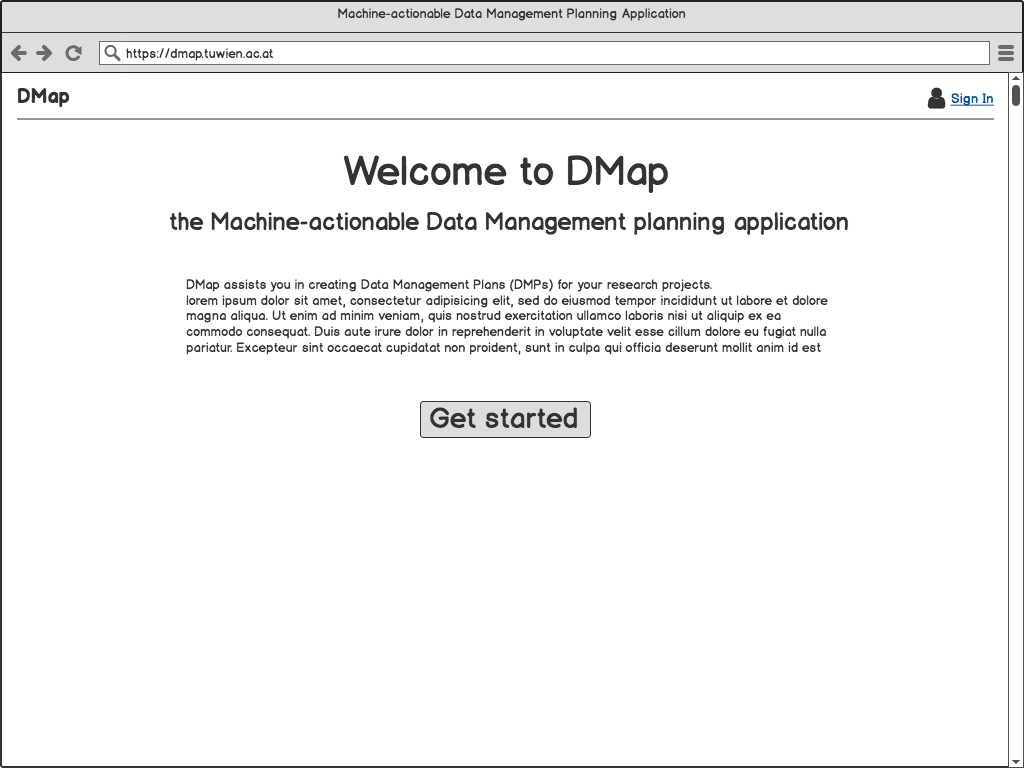 Machine-actionable Data Management Planning Application
https://dmap.tuwien.ac.at
DMap
Sign In
Welcome to DMap
the Machine-actionable Data Management planning application
DMap assists you in creating Data Management Plans (DMPs) for your research projects.
lorem ipsum dolor sit amet, consectetur adipisicing elit, sed do eiusmod tempor incididunt ut labore et dolore
magna aliqua. Ut enim ad minim veniam, quis nostrud exercitation ullamco laboris nisi ut aliquip ex ea
commodo consequat. Duis aute irure dolor in reprehenderit in voluptate velit esse cillum dolore eu fugiat nulla
pariatur. Excepteur sint occaecat cupidatat non proident, sunt in culpa qui officia deserunt mollit anim id est
Get started